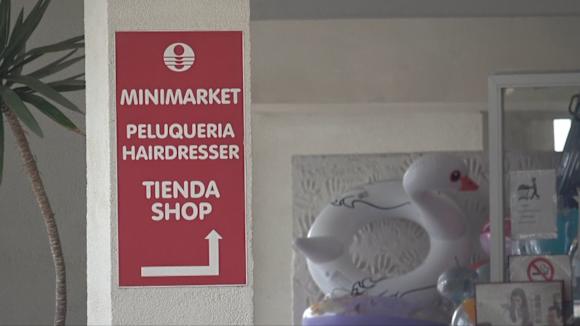 MINIMARKET
PELUQUERIA
HAIRDRESSER
TIENDA
SHOP